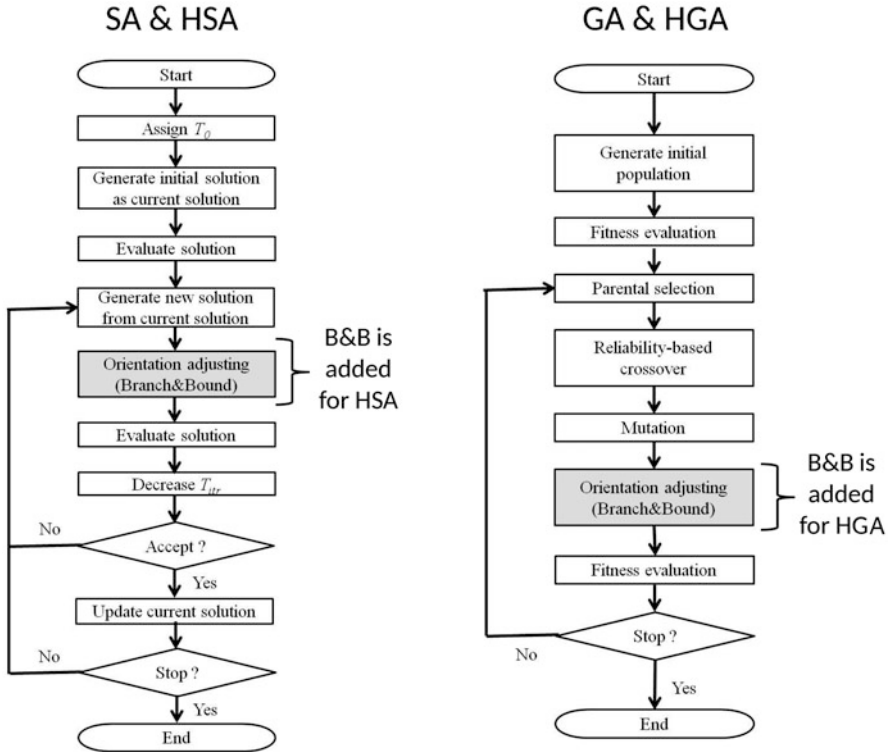 SA & HSA
Start
Assign T0
Generate initial solution
as current solution
Evaluate solution
Generate new solution
from current solution
Orientation adjusting
(Branch&Bound)
B&B is
added
for HSA
Evaluate solution
Decrease Titr
No
Accept ?
Yes
Update current solution
No
Stop ?
Yes
End
GA & HGA
Start
Generate initial
population
Fitness evaluation
Parental selection
Reliability-based
crossover
Mutation
Orientation adjusting
(Branch&Bound)
B&B is
added
for HGA
Fitness evaluation
Stop ?
No
Yes
End